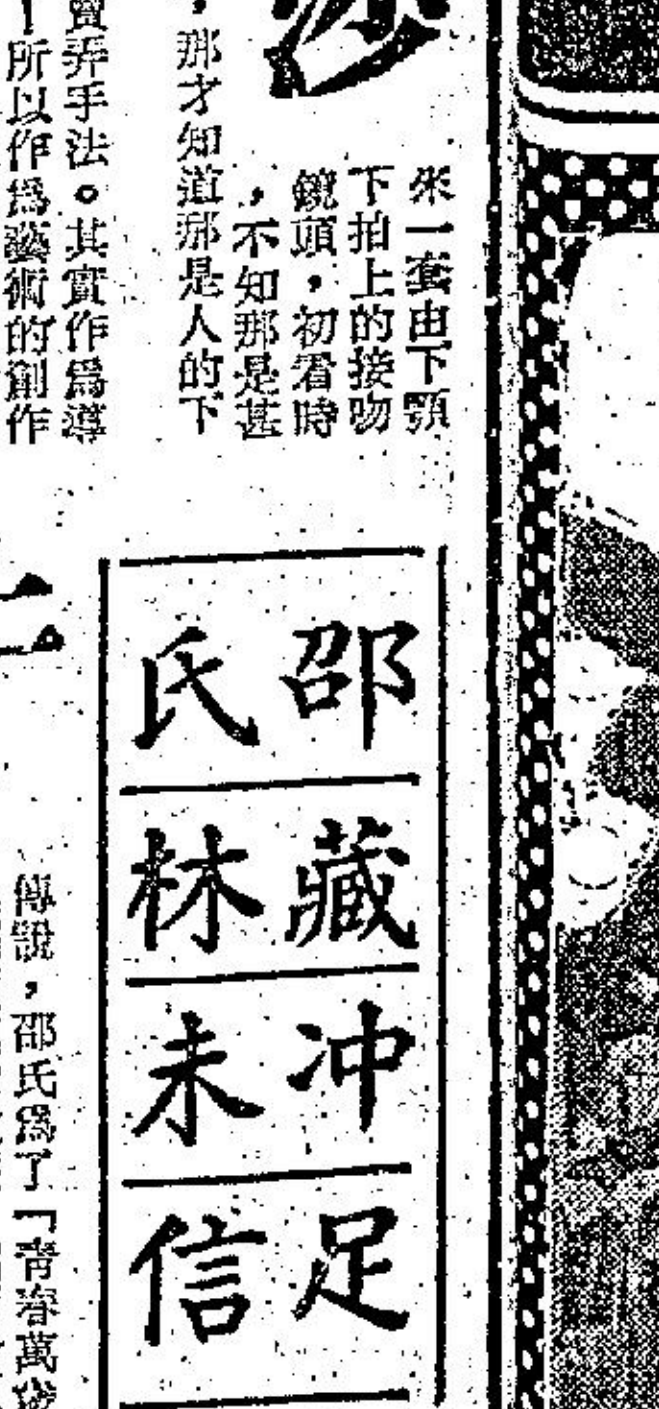 來一套由下顎
下拍上的接吻
鏡頭,初看時
,不知那是甚
,那才知道那是人的下
賣弄手法。其實作爲導
所以作爲藝術的創作
邵藏冲足
氏林未信
傳說,邵氏爲了「青春萬歲